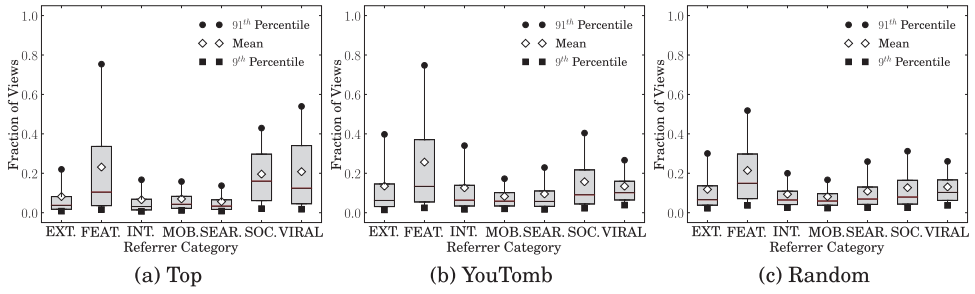 1.0
0.8
0.6
0.4
0.2
0.0
Fraction of Views
91th Percentile
Mean
9th Percentile
EXT. FEAT. INT. MOB. SEAR. SOC. VIRAL
Referrer Category
(a) Top
1.0
0.8
0.6
0.4
0.2
0.0
Fraction of Views
91th Percentile
Mean
9th Percentile
EXT. FEAT. INT. MOB. SEAR. SOC. VIRAL
Referrer Category
(b) YouTomb
1.0
0.8
0.6
0.4
0.2
0.0
Fraction of Views
91th Percentile
Mean
9th Percentile
EXT. FEAT. INT. MOB. SEAR. SOC. VIRAL
Referrer Category
(c) Random